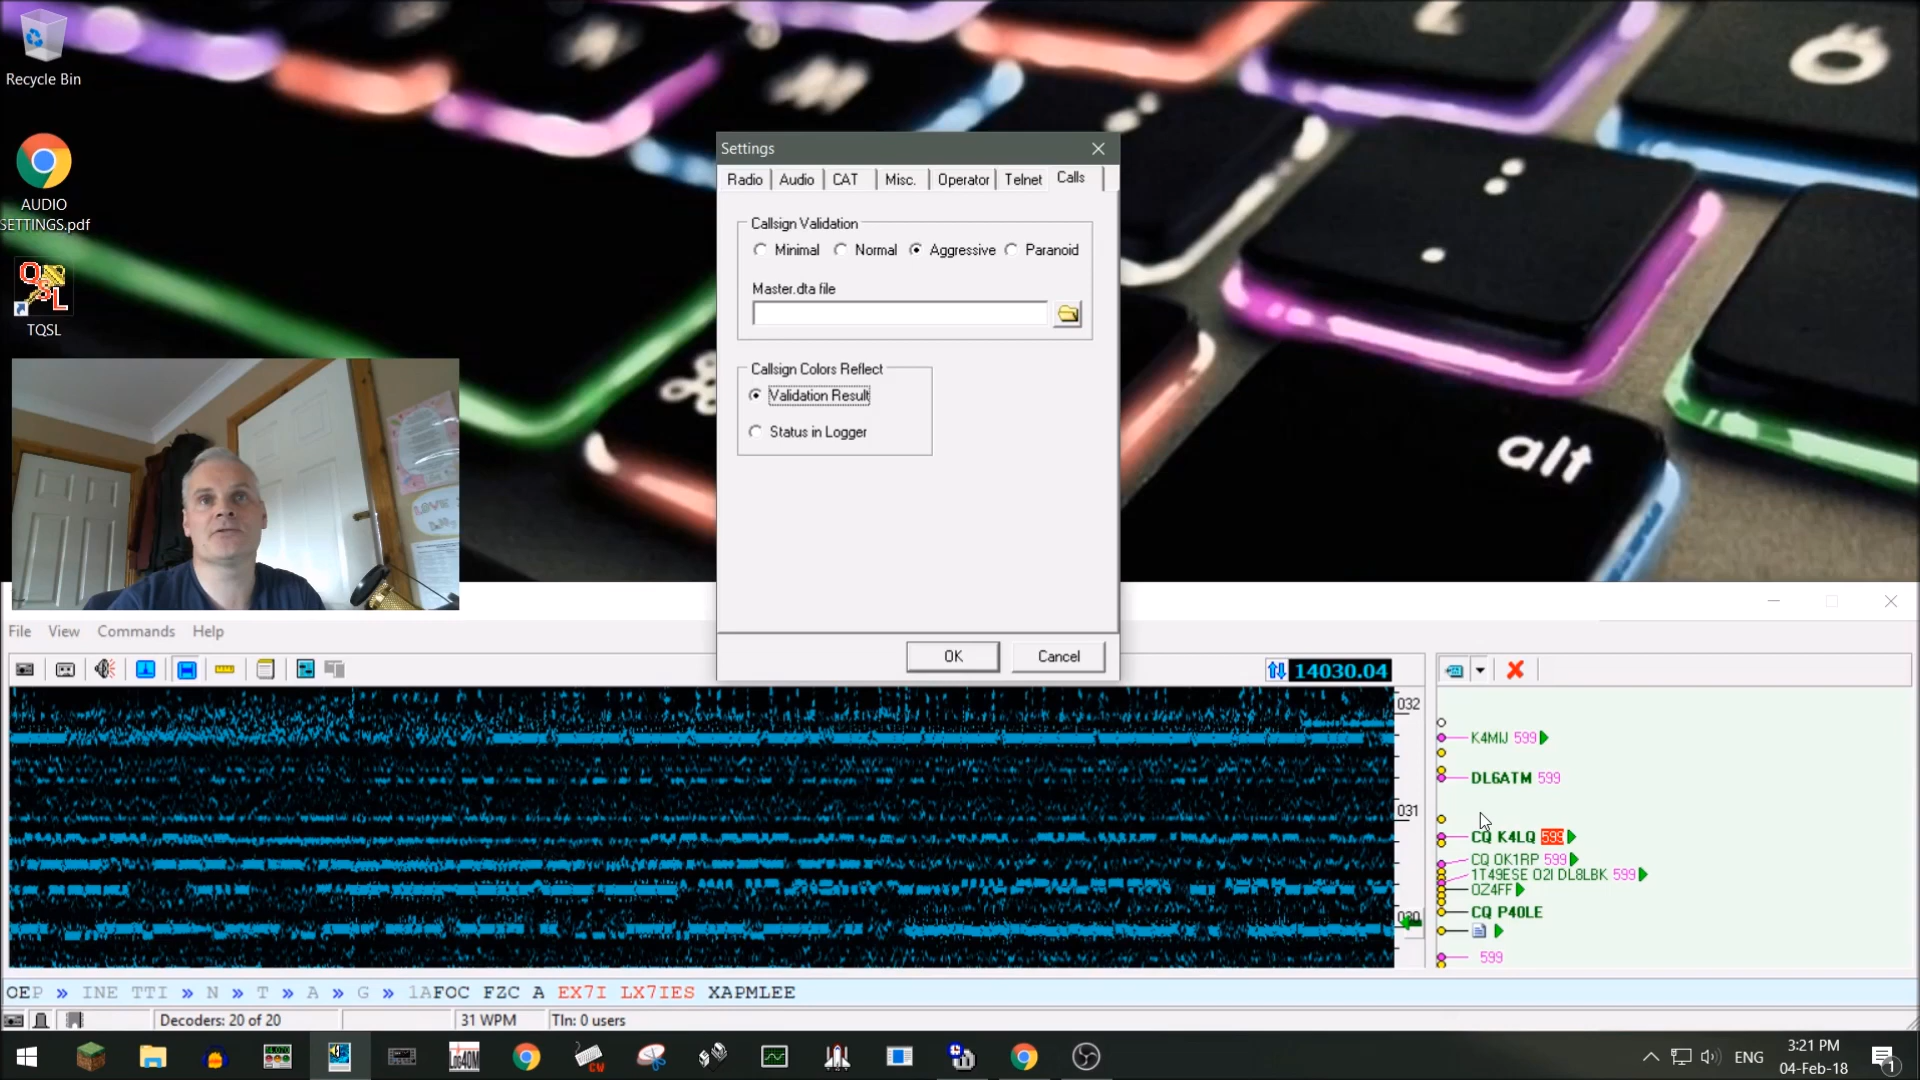 Recycle Bin
AUDIO
SETTINGS.pdf
TQSL
alt
Settings
Radio Audio CAT Misc. Operator Telnet Calls
Callsign Validation
Minimal Normal Aggressive Paranoid
Master.dta file
Callsign Colors Reflect
Validation Result
Status in Logger
OK Cancel
File View Commands Help
14030.04
032
031
030
K4MIJ 599
DL6ATM 599
CQ K4LQ 599
CQ OK1RP 599
1T49ESE O2I DL8LBK 599
OZ4FF
CQ P40LE
599
OEP » INE TTI » N » T » A » G » 1AFOC FZC A EX7I LX7IES XAPMLEE
Decoders: 20 of 20 31 WPM Tln: 0 users
ENG
3:21 PM
04-Feb-18
1